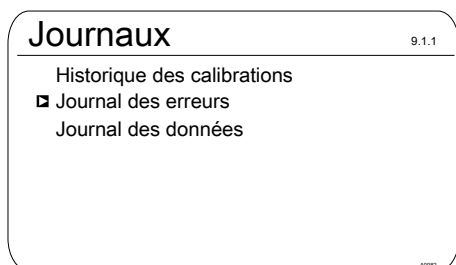 Journaux
9.1.1
Historique des calibrations
Journal des erreurs
Journal des données